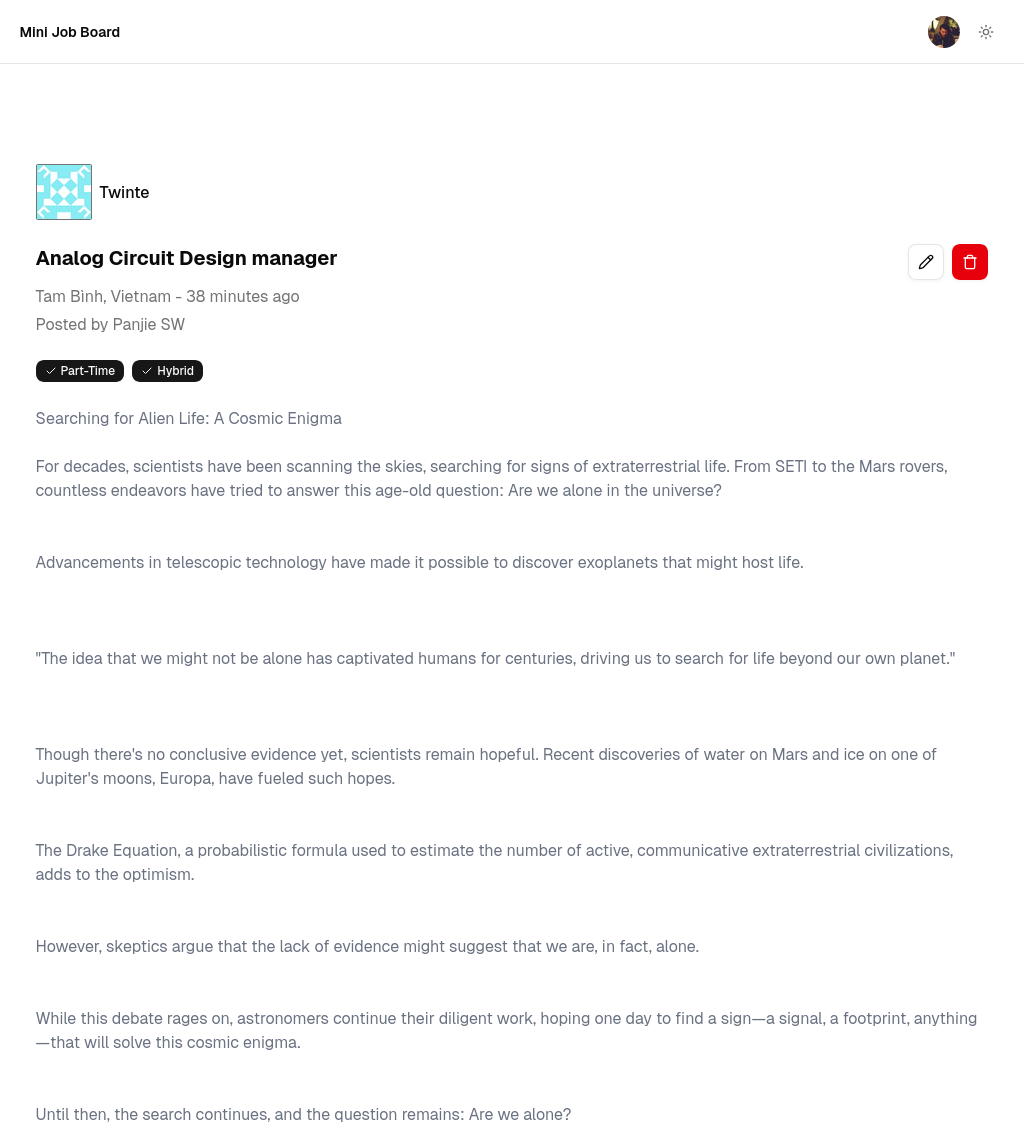 Mini Job Board
Twinte
Analog Circuit Design manager
Tam Bình, Vietnam - 38 minutes ago
Posted by Panjie SW
Part-Time
Hybrid
Searching for Alien Life: A Cosmic Enigma
For decades, scientists have been scanning the skies, searching for signs of extraterrestrial life. From SETI to the Mars rovers,
countless endeavors have tried to answer this age-old question: Are we alone in the universe?
Advancements in telescopic technology have made it possible to discover exoplanets that might host life.
"The idea that we might not be alone has captivated humans for centuries, driving us to search for life beyond our own planet."
Though there's no conclusive evidence yet, scientists remain hopeful. Recent discoveries of water on Mars and ice on one of
Jupiter's moons, Europa, have fueled such hopes.
The Drake Equation, a probabilistic formula used to estimate the number of active, communicative extraterrestrial civilizations,
adds to the optimism.
However, skeptics argue that the lack of evidence might suggest that we are, in fact, alone.
While this debate rages on, astronomers continue their diligent work, hoping one day to find a sign—a signal, a footprint, anything
—that will solve this cosmic enigma.
Until then, the search continues, and the question remains: Are we alone?